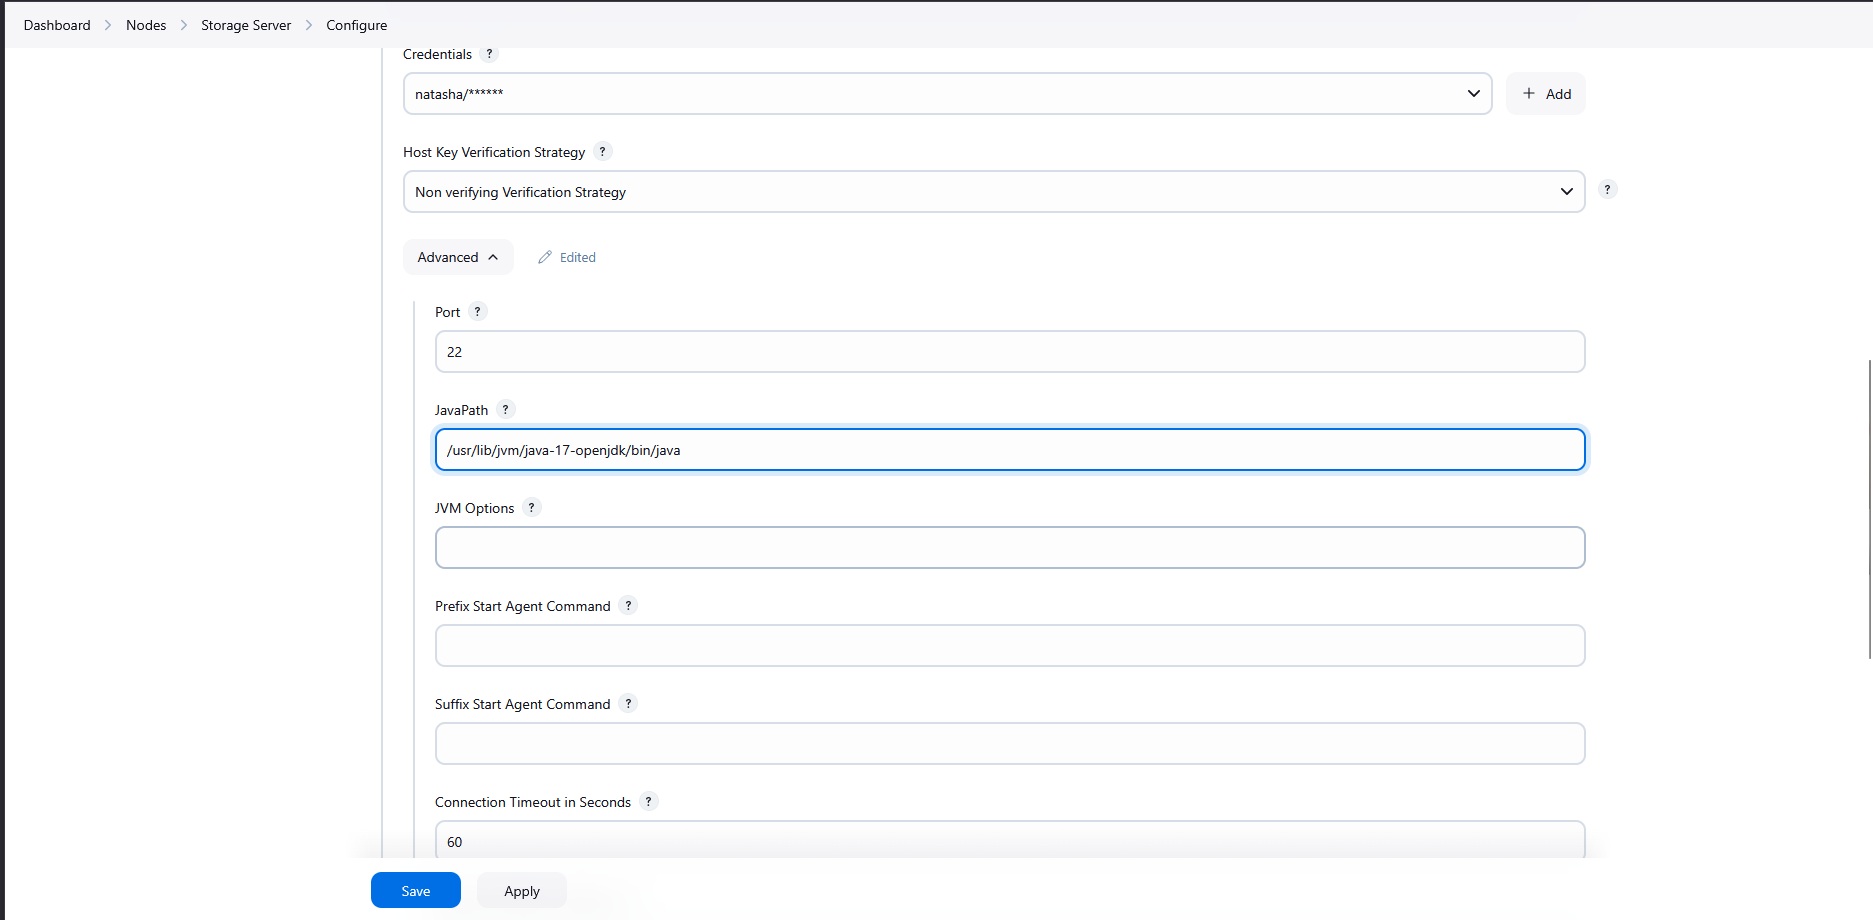 Dashboard > Nodes > Storage Server > Configure
Credentials ?
natasha/******
+ Add
Host Key Verification Strategy ?
Non verifying Verification Strategy
?
Advanced
Edited
Port ?
22
JavaPath ?
/usr/lib/jvm/java-17-openjdk/bin/java
JVM Options ?
Prefix Start Agent Command ?
Suffix Start Agent Command ?
Connection Timeout in Seconds ?
60
Save Apply